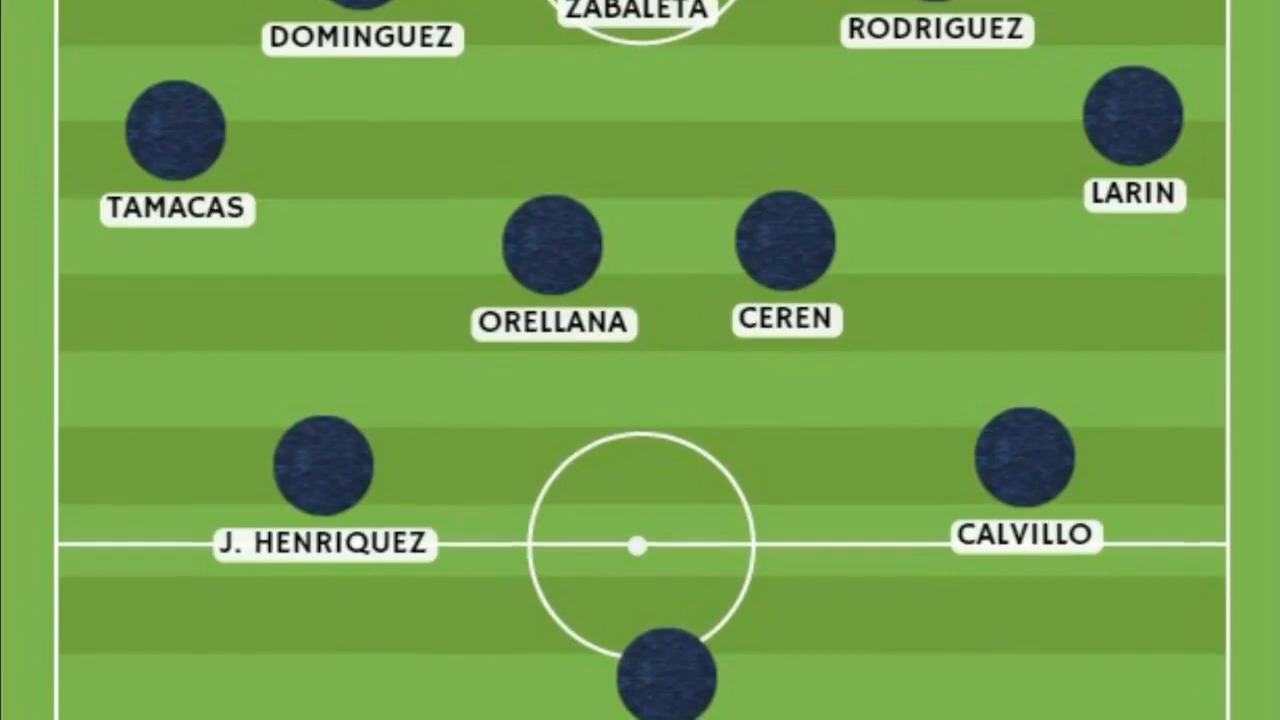 ZABALETA
DOMINGUEZ
RODRIGUEZ
TAMACAS
LARIN
ORELLANA
CEREN
J. HENRIQUEZ
CALVILLO